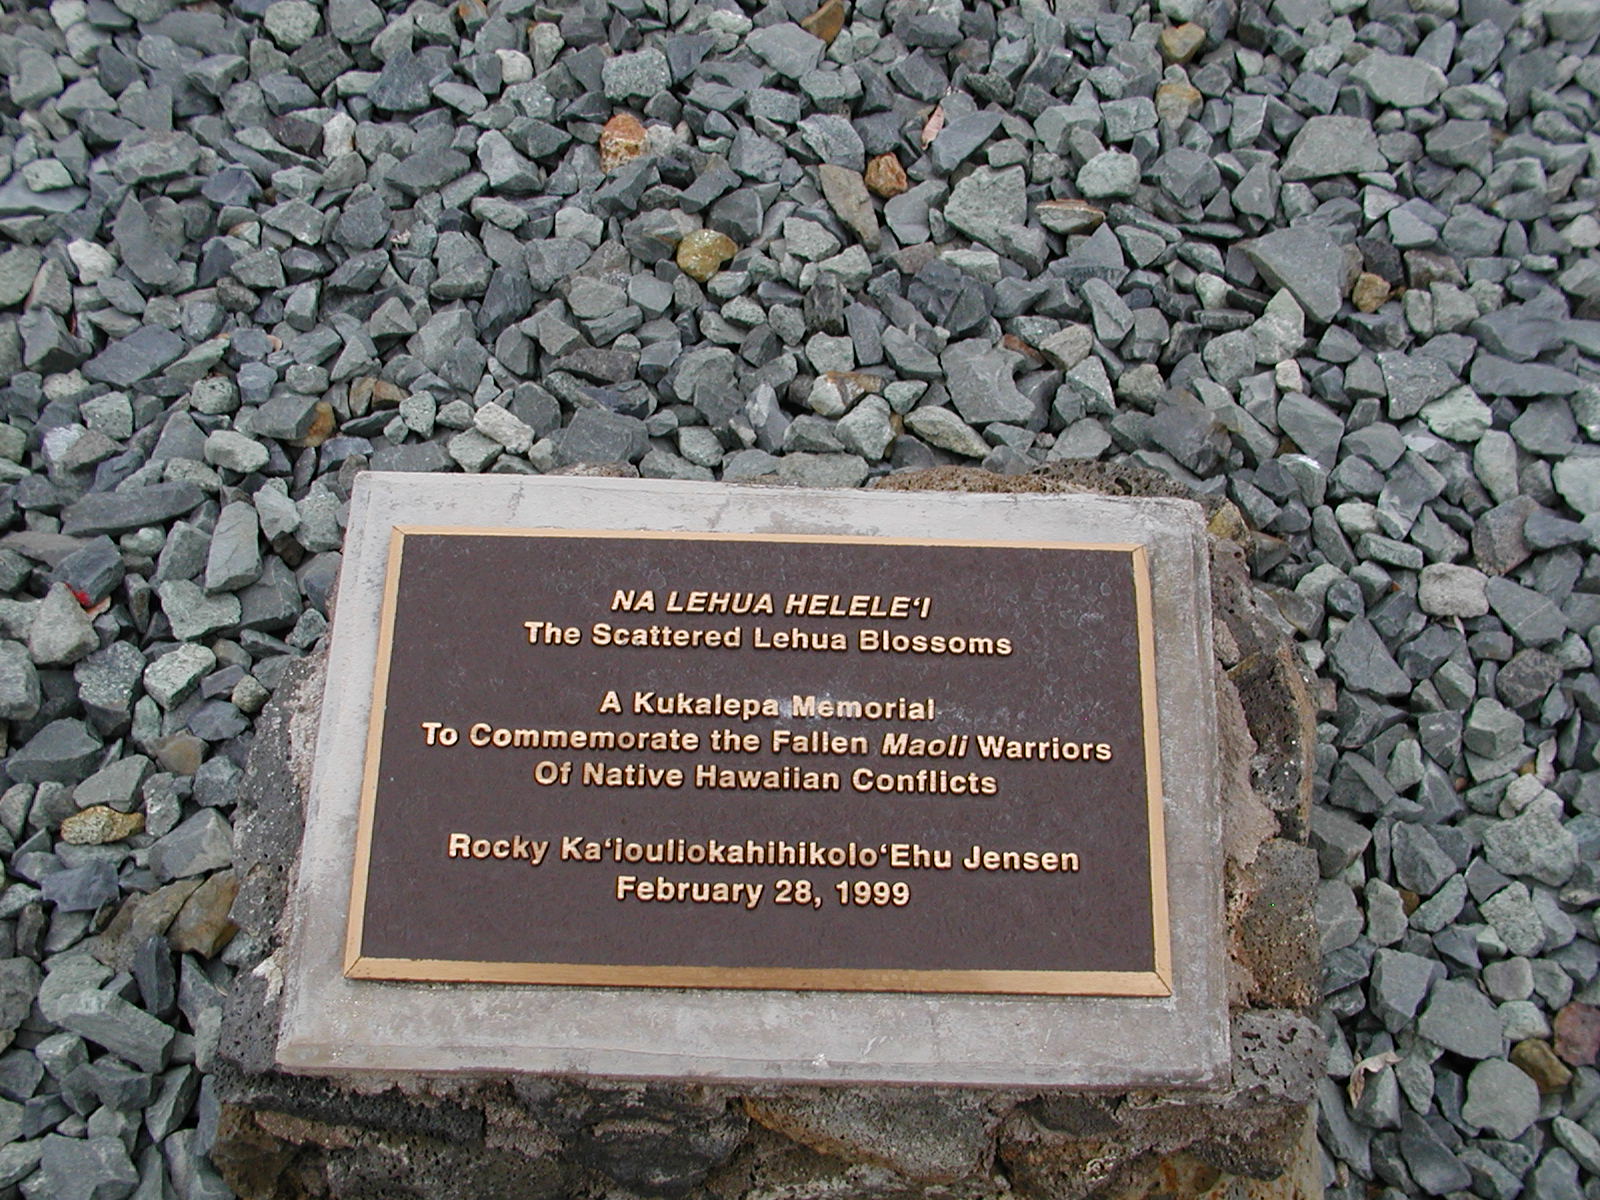 NA LEHUA HELELEʻI
The Scattered Lehua Blossoms
A Kukalepa Memorial
To Commemorate the Fallen Maoli Warriors
Of Native Hawaiian Conflicts
Rocky KaʻiouliokahihikoloʻEhu Jensen
February 28, 1999